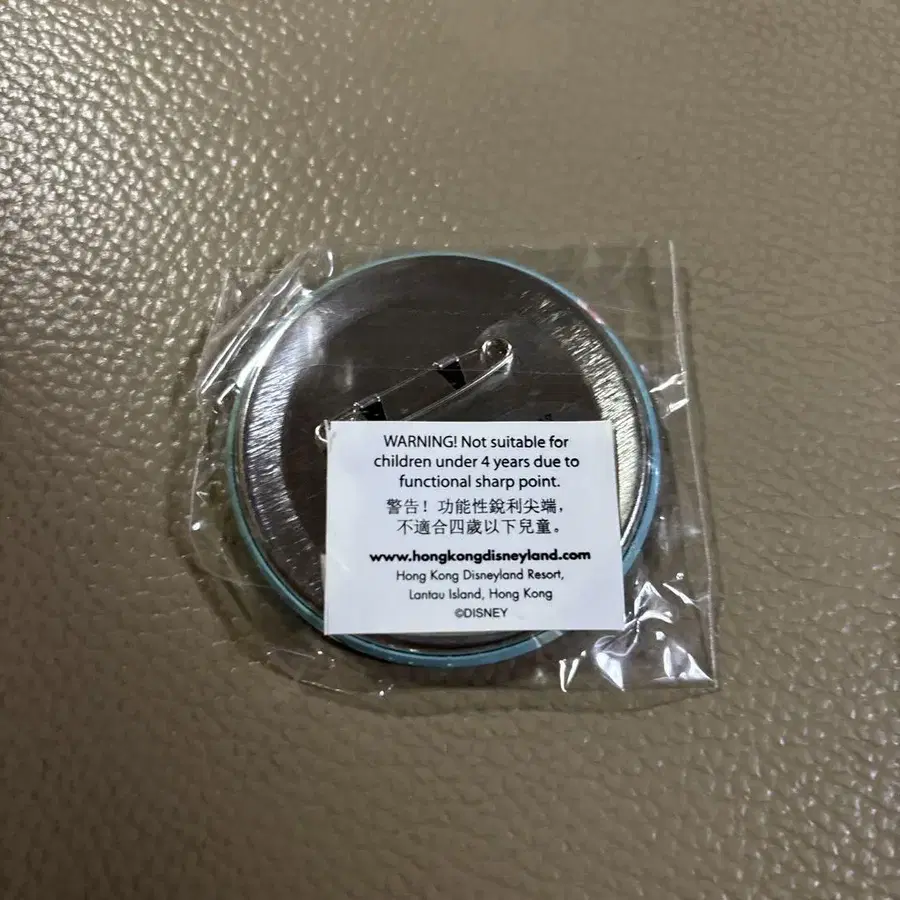 WARNING! Not suitable for
children under 4 years due to
functional sharp point.
警告！功能性銳利尖端，
不適合四歲以下兒童。
www.hongkongdisneyland.com
Hong Kong Disneyland Resort,
Lantau Island, Hong Kong
©DISNEY